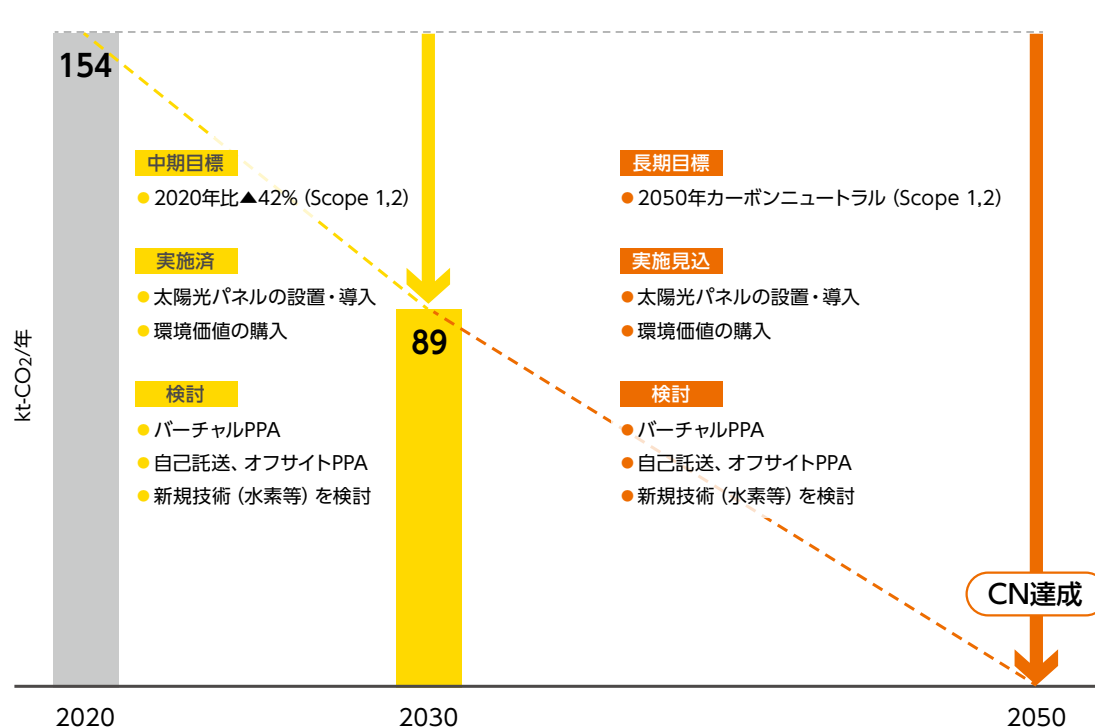 154
中期目標
● 2020年比▲42% (Scope 1,2)
実施済
● 太陽光パネルの設置・導入
● 環境価値の購入
検討
● バーチャルPPA
● 自己託送、オフサイトPPA
● 新規技術 (水素等) を検討
89
長期目標
● 2050年カーボンニュートラル (Scope 1,2)
実施見込
● 太陽光パネルの設置・導入
● 環境価値の購入
検討
● バーチャルPPA
● 自己託送、オフサイトPPA
● 新規技術 (水素等) を検討
CN達成
kt-CO2/年
2020
2030
2050